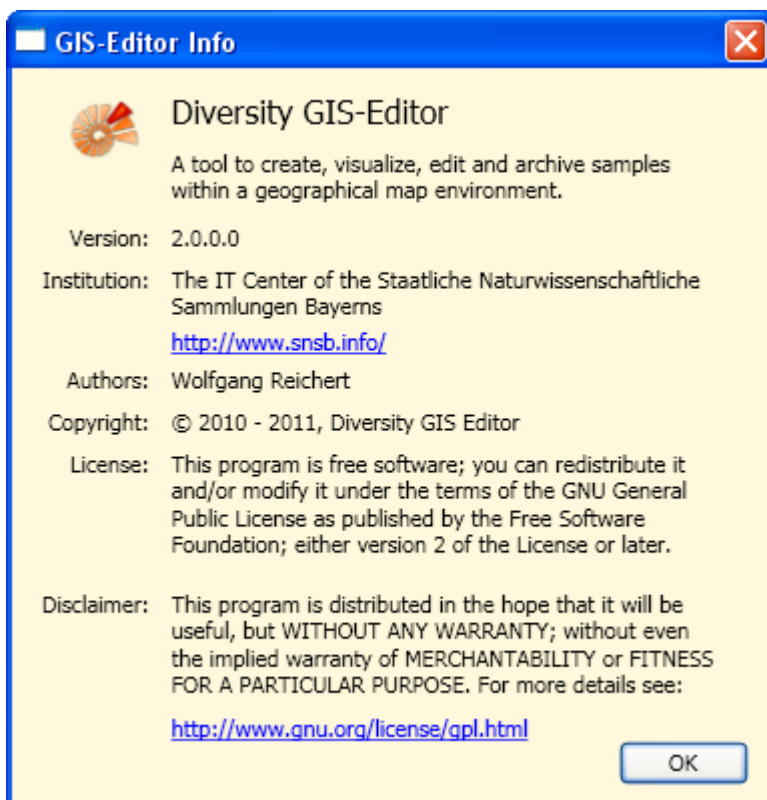 GIS-Editor Info
Diversity GIS-Editor
A tool to create, visualize, edit and archive samples
within a geographical map environment.
Version: 2.0.0.0
Institution: The IT Center of the Staatliche Naturwissenschaftliche
Sammlungen Bayerns
http://www.snsb.info/
Authors: Wolfgang Reichert
Copyright: © 2010 - 2011, Diversity GIS Editor
License: This program is free software; you can redistribute it
and/or modify it under the terms of the GNU General
Public License as published by the Free Software
Foundation; either version 2 of the License or later.
Disclaimer: This program is distributed in the hope that it will be
useful, but WITHOUT ANY WARRANTY; without even
the implied warranty of MERCHANTABILITY or FITNESS
FOR A PARTICULAR PURPOSE. For more details see:
http://www.gnu.org/license/gpl.html
OK